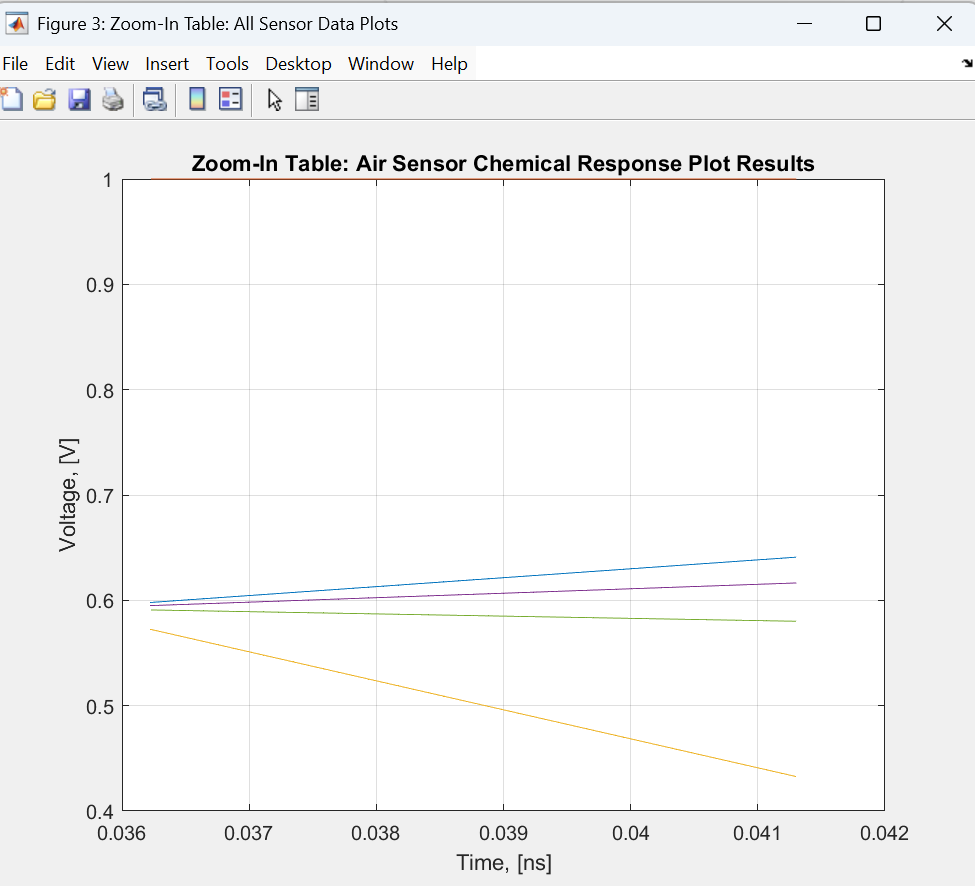 Figure 3: Zoom-In Table: All Sensor Data Plots
File Edit View Insert Tools Desktop Window Help
Zoom-In Table: Air Sensor Chemical Response Plot Results
1
0.9
0.8
0.7
0.6
0.5
0.4
Voltage, [V]
0.036 0.037 0.038 0.039 0.04 0.041 0.042
Time, [ns]